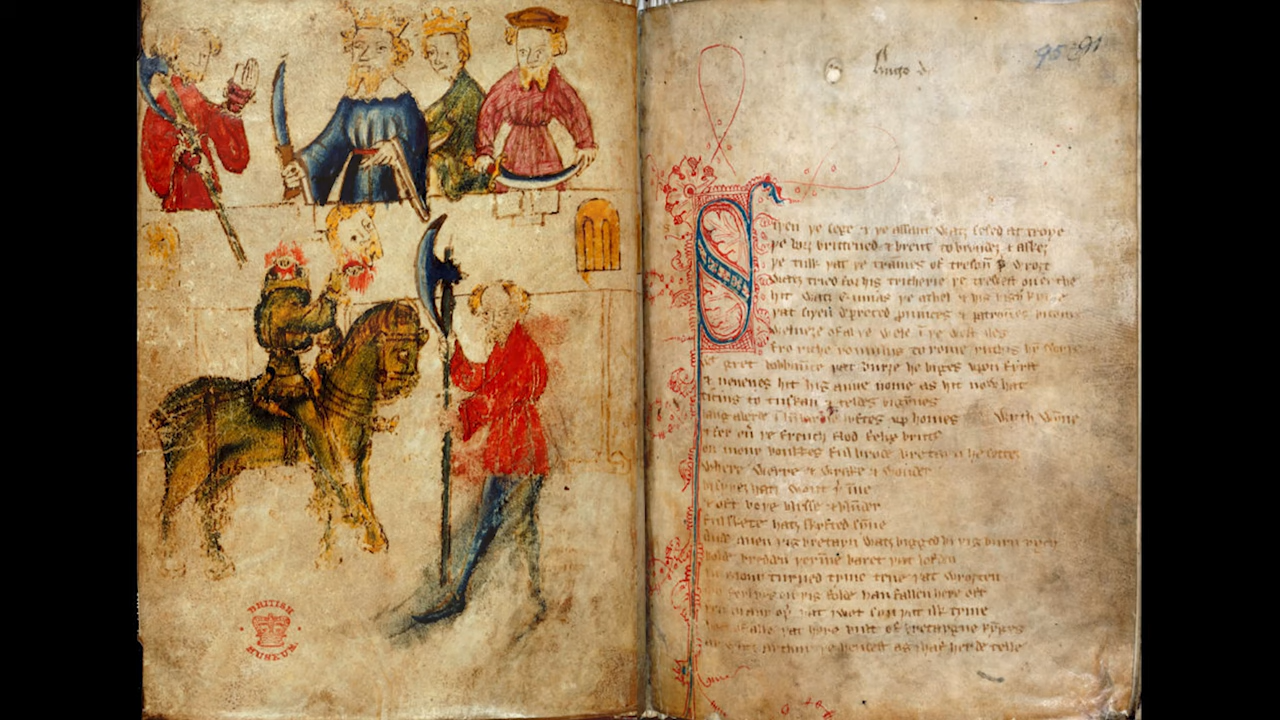 BRITISH
MUSEUM
Hugo de
91
Siþen þe sege & þe assaut watz sesed at troye
þe borȝ brittened & brent to brondez & askez
þe tulk þat þe trammes of tresoun þer wroȝt
Watz tried for his tricherie þe trewest on erthe
hit watz ennias þe athel & his highe kynde
þat siþen depreced prouinces & patrounes bicome
Welneȝe of al þe wele in þe west iles
fro riche romulus to rome ricchis hym swyþe
gret bobbaunce þat burȝe he biges vpon fyrst
& neuenes hit his aune nome as hit now hat
ticius to tuskan & teldes bigynnes
langaberde in lumbardie lyftes vp homes wyth wynne
& fer ouer þe french flod felix brutus
on mony bonkkes ful brode bretayn he settez
Where werre & wrake & wonder
bi syþez hatz wont þer inne
& oft boþe blysse & blunder
ful skete hatz skyfted synne
Ande quen þis bretayn watz bigged bi þis burn rych
bolde bredden þerinne baret þat lofden
in mony turned tyme tene þat wroȝten
mo ferlyes on þis folde han fallen here oft
þen in any oþer þat I wot syn þat ilk tyme
bot of alle þat here bult of bretaygne kynges
ay watz arthur þe hendest as I haf herde telle